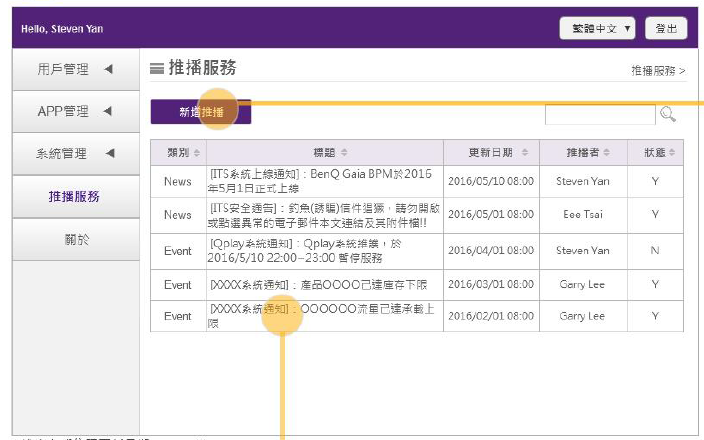 Hello, Steven Yan
繁體中文 ▼
登出
用戶管理 ◀
APP管理 ◀
系統管理 ◀
推播服務
關於
推播服務
推播服務 >
新增推播
類別 標題 更新日期 推播者 狀態
News [ITS系統上線通知]：BenQ Gaia BPM於2016 2016/05/10 08:00 Steven Yan Y
年5月1日正式上線
News [ITS安全通告]：釣魚(誘騙)信件猖獗，請勿開啟 2016/05/01 08:00 Eee Tsai Y
或點選異常的電子郵件本文連結及其附件檔!!
Event [Qplay系統通知]：Qplay系統維護，於 2016/04/01 08:00 Steven Yan N
2016/5/10 22:00~23:00 暫停服務
Event [XXXX系統通知]：產品OOOO已達庫存下限 2016/03/01 08:00 Garry Lee Y
Event [XXXX系統通知]：OOOOOO流量已達承載上 2016/02/01 08:00 Garry Lee Y
限